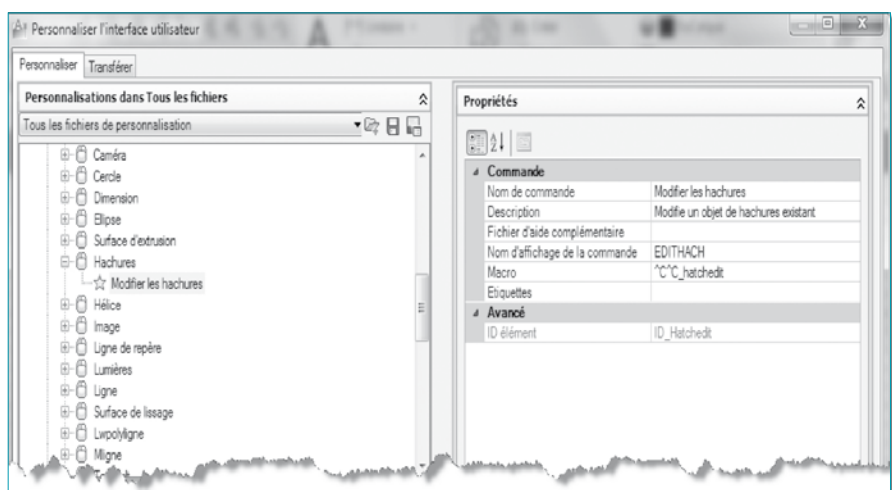 Personnaliser l'interface utilisateur
Personnaliser Transférer
Personnalisations dans Tous les fichiers
Tous les fichiers de personnalisation
Caméra
Cercle
Dimension
Ellipse
Surface d'extrusion
Hachures
Modifier les hachures
Hélice
Image
Ligne de repère
Lumières
Ligne
Surface de lissage
Lwpolyligne
Mligne
Propriétés
Commande
Nom de commande Modifier les hachures
Description Modifie un objet de hachures existant
Fichier d'aide complémentaire
Nom d'affichage de la commande EDITHACH
Macro ^C^C_hatchedit
Etiquettes
Avancé
ID élément ID_Hatchedit